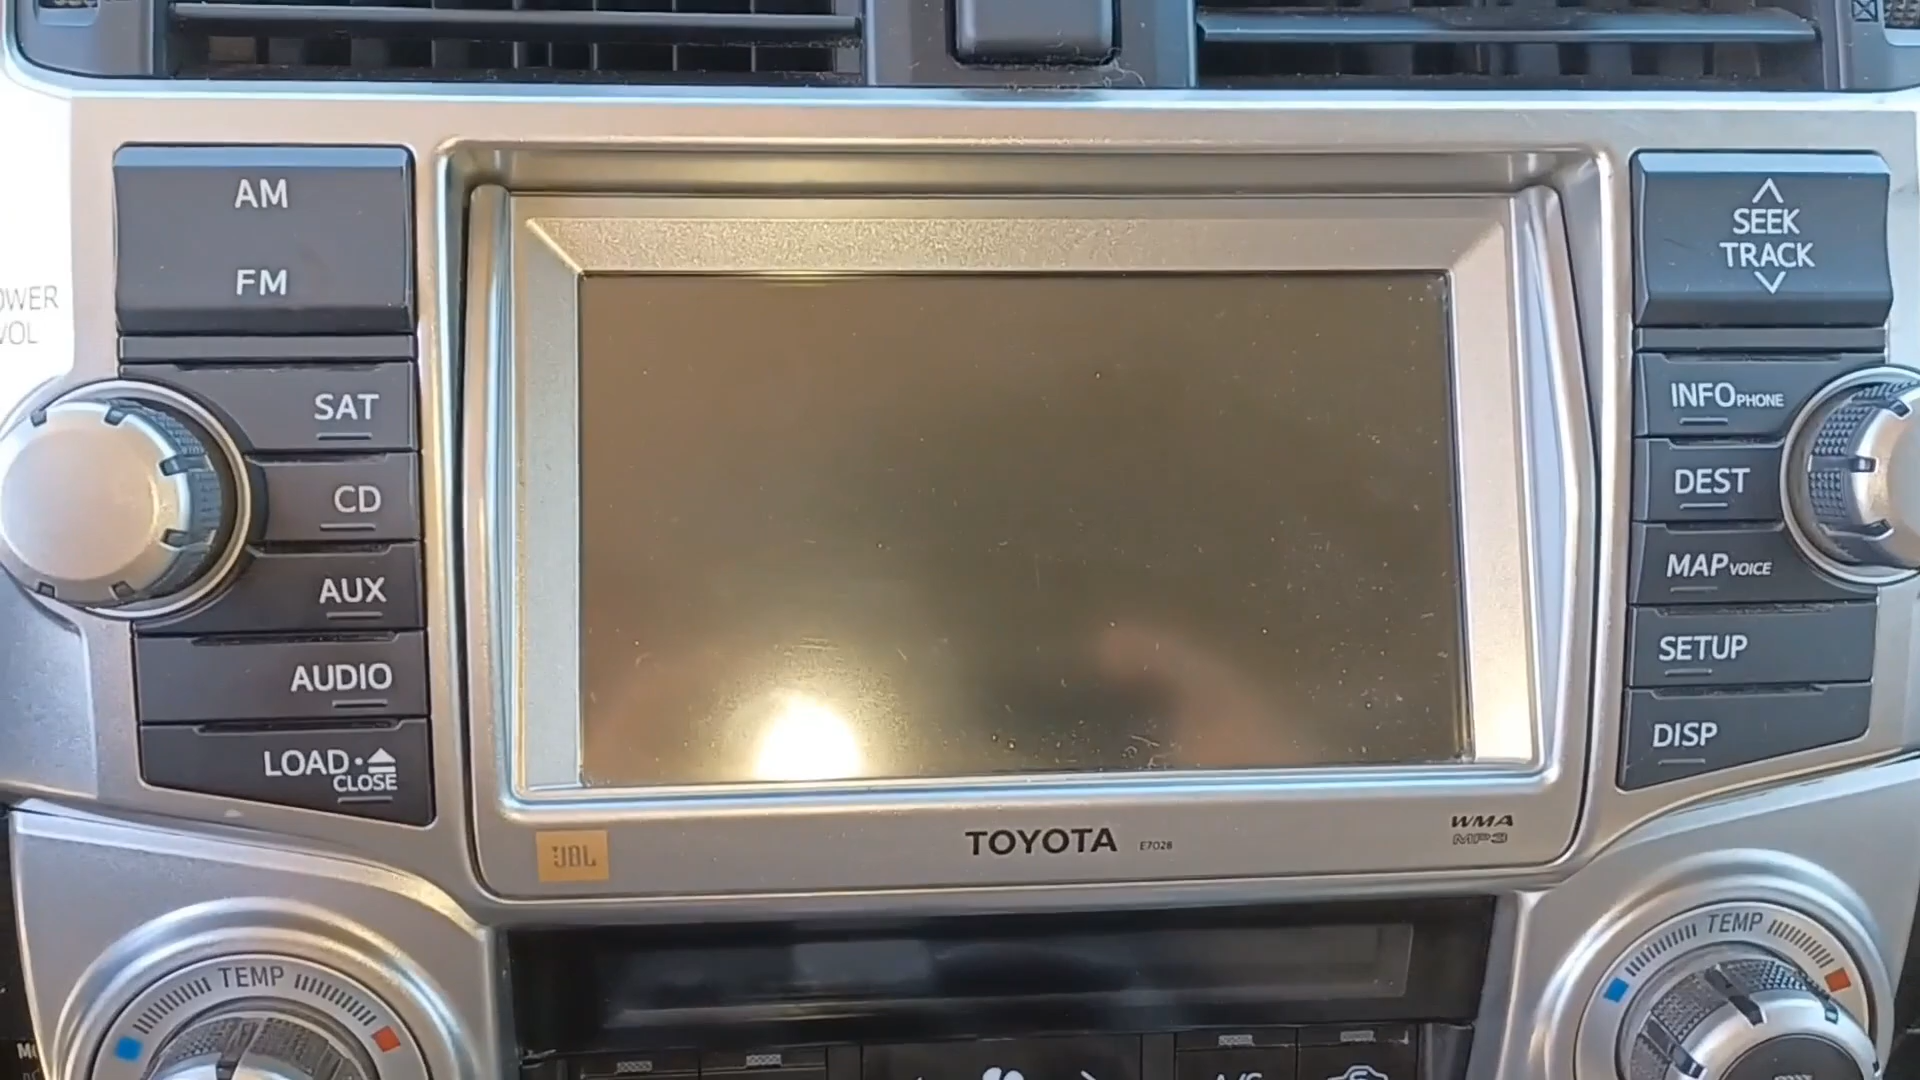 AM
FM
SAT
CD
AUX
AUDIO
LOAD·
CLOSE
VOL
SEEK
TRACK
INFO PHONE
DEST
MAP VOICE
SETUP
DISP
JBL
TOYOTA E7028
WMA
MP3
TEMP
TEMP